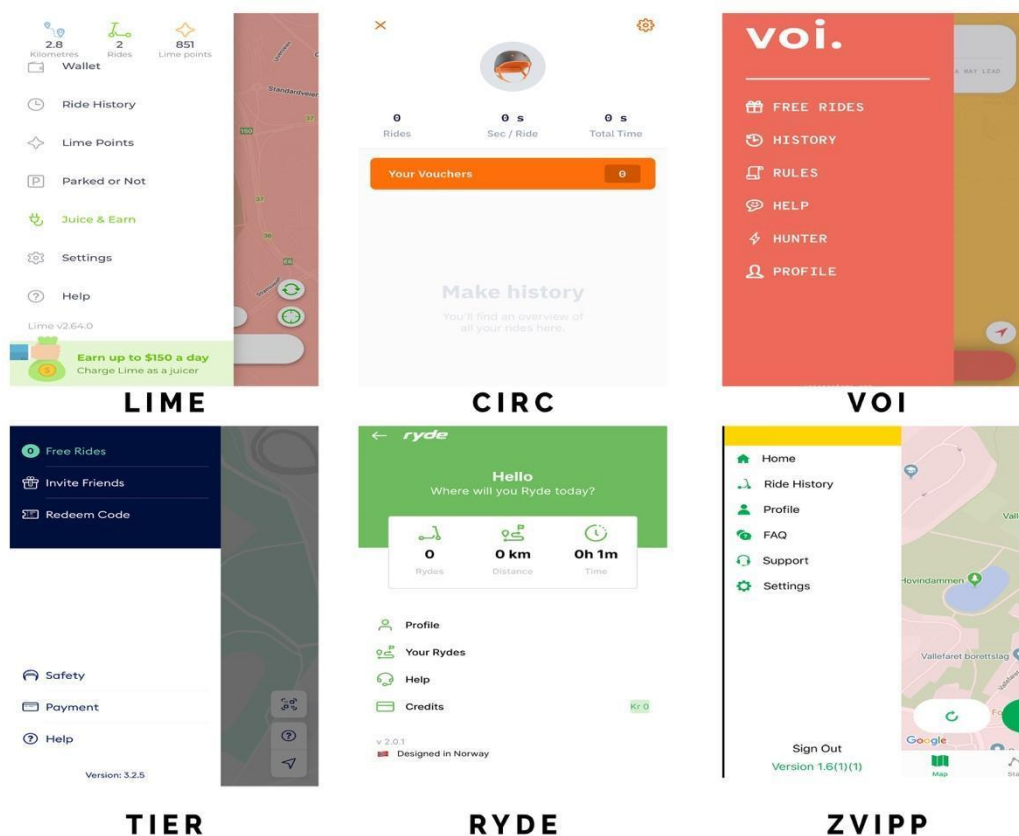 2.8 2 851
Kilometres Rides Lime points
Wallet
Ride History
Lime Points
Parked or Not
Juice & Earn
Settings
Help
Lime v2.64.0
Earn up to $150 a day
Charge Lime as a juicer
Standardveien
150
LIME
0 0 s 0 s
Rides Sec / Ride Total Time
Your Vouchers 0
Make history
You'll find an overview of
all your rides here.
CIRC
voi.
A MAY LEAD
FREE RIDES
HISTORY
RULES
HELP
HUNTER
PROFILE
VOI
0 Free Rides
Invite Friends
Redeem Code
Safety
Payment
Help
Version: 3.2.5
TIER
ryde
Hello
Where will you Ryde today?
0 0 km 0h 1m
Rydes Distance Time
Profile
Your Rydes
Help
Credits Kr 0
v 2.0.1
Designed in Norway
RYDE
Home
Ride History
Profile
FAQ
Support
Settings
Sign Out
Version 1.6(1)(1)
Hovindammen
Vallefaret borettslag
Google
Map
ZVIPP